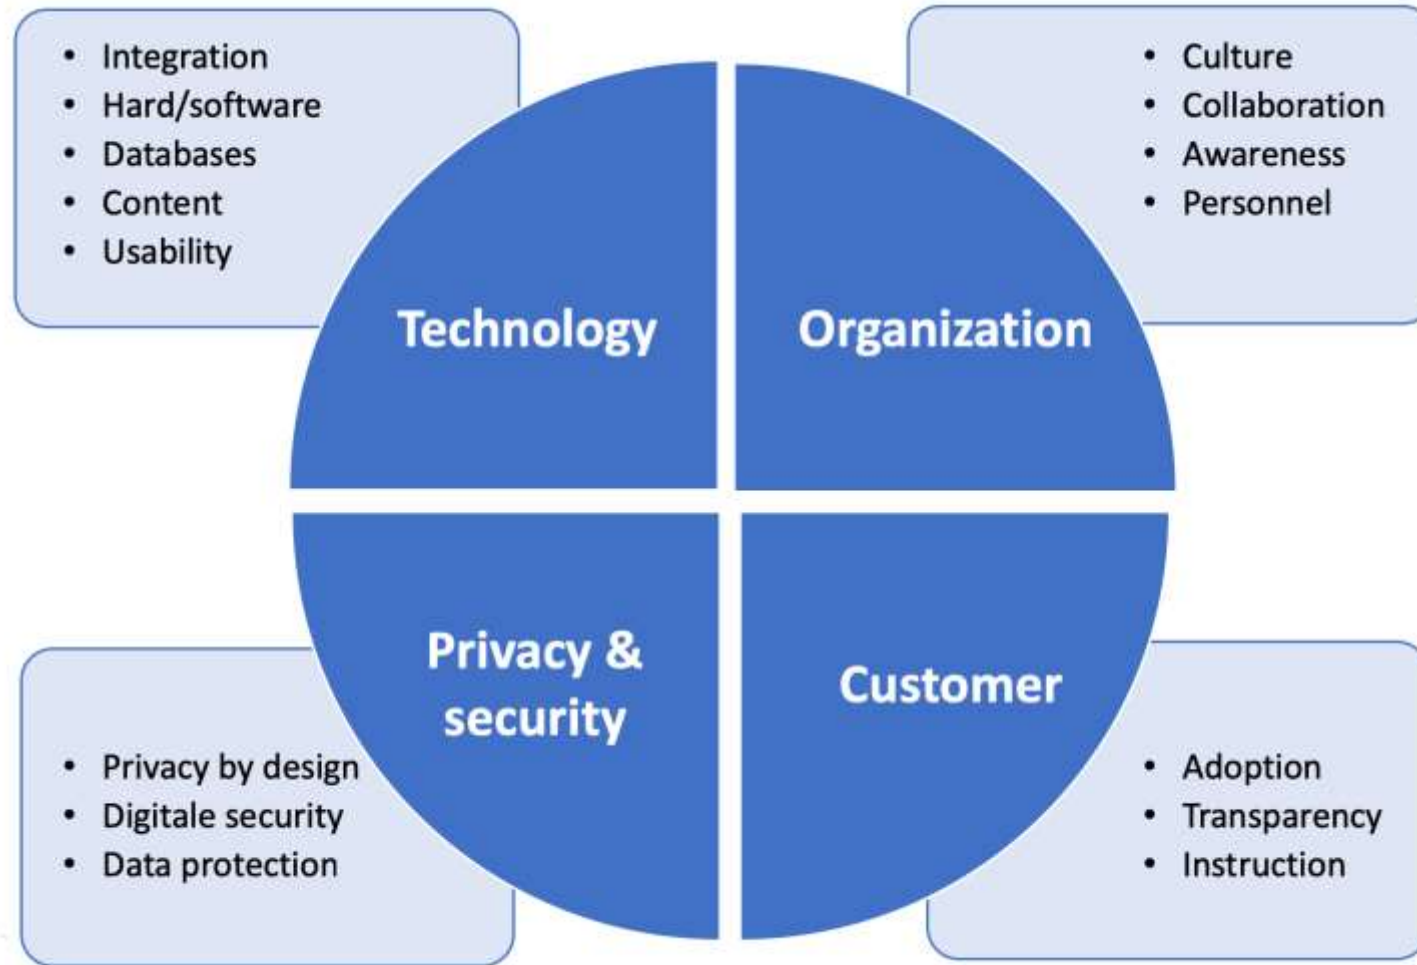 • Integration
• Hard/software
• Databases
• Content
• Usability
• Culture
• Collaboration
• Awareness
• Personnel
Technology
Organization
Privacy &
security
Customer
• Privacy by design
• Digitale security
• Data protection
• Adoption
• Transparency
• Instruction